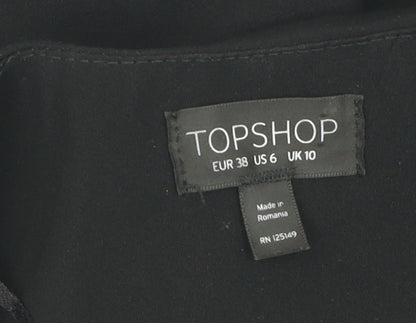 TOPSHOP
EUR 38 US 6 UK 10
Made in
Romania
RN 125149